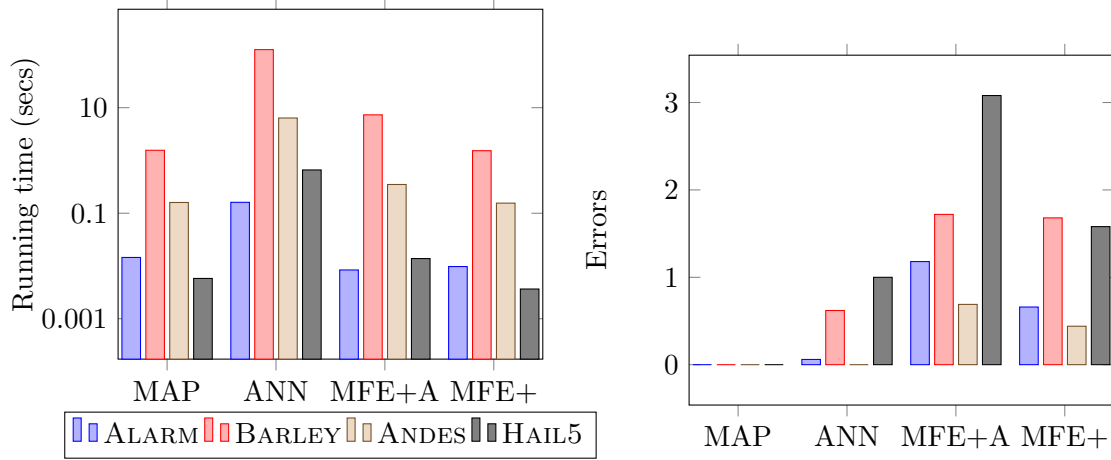 Running time (secs)
10
0.1
0.001
MAP ANN MFE+A MFE+
ALARM BARLEY ANDES HAIL5
Errors
3
2
1
0
MAP ANN MFE+A MFE+